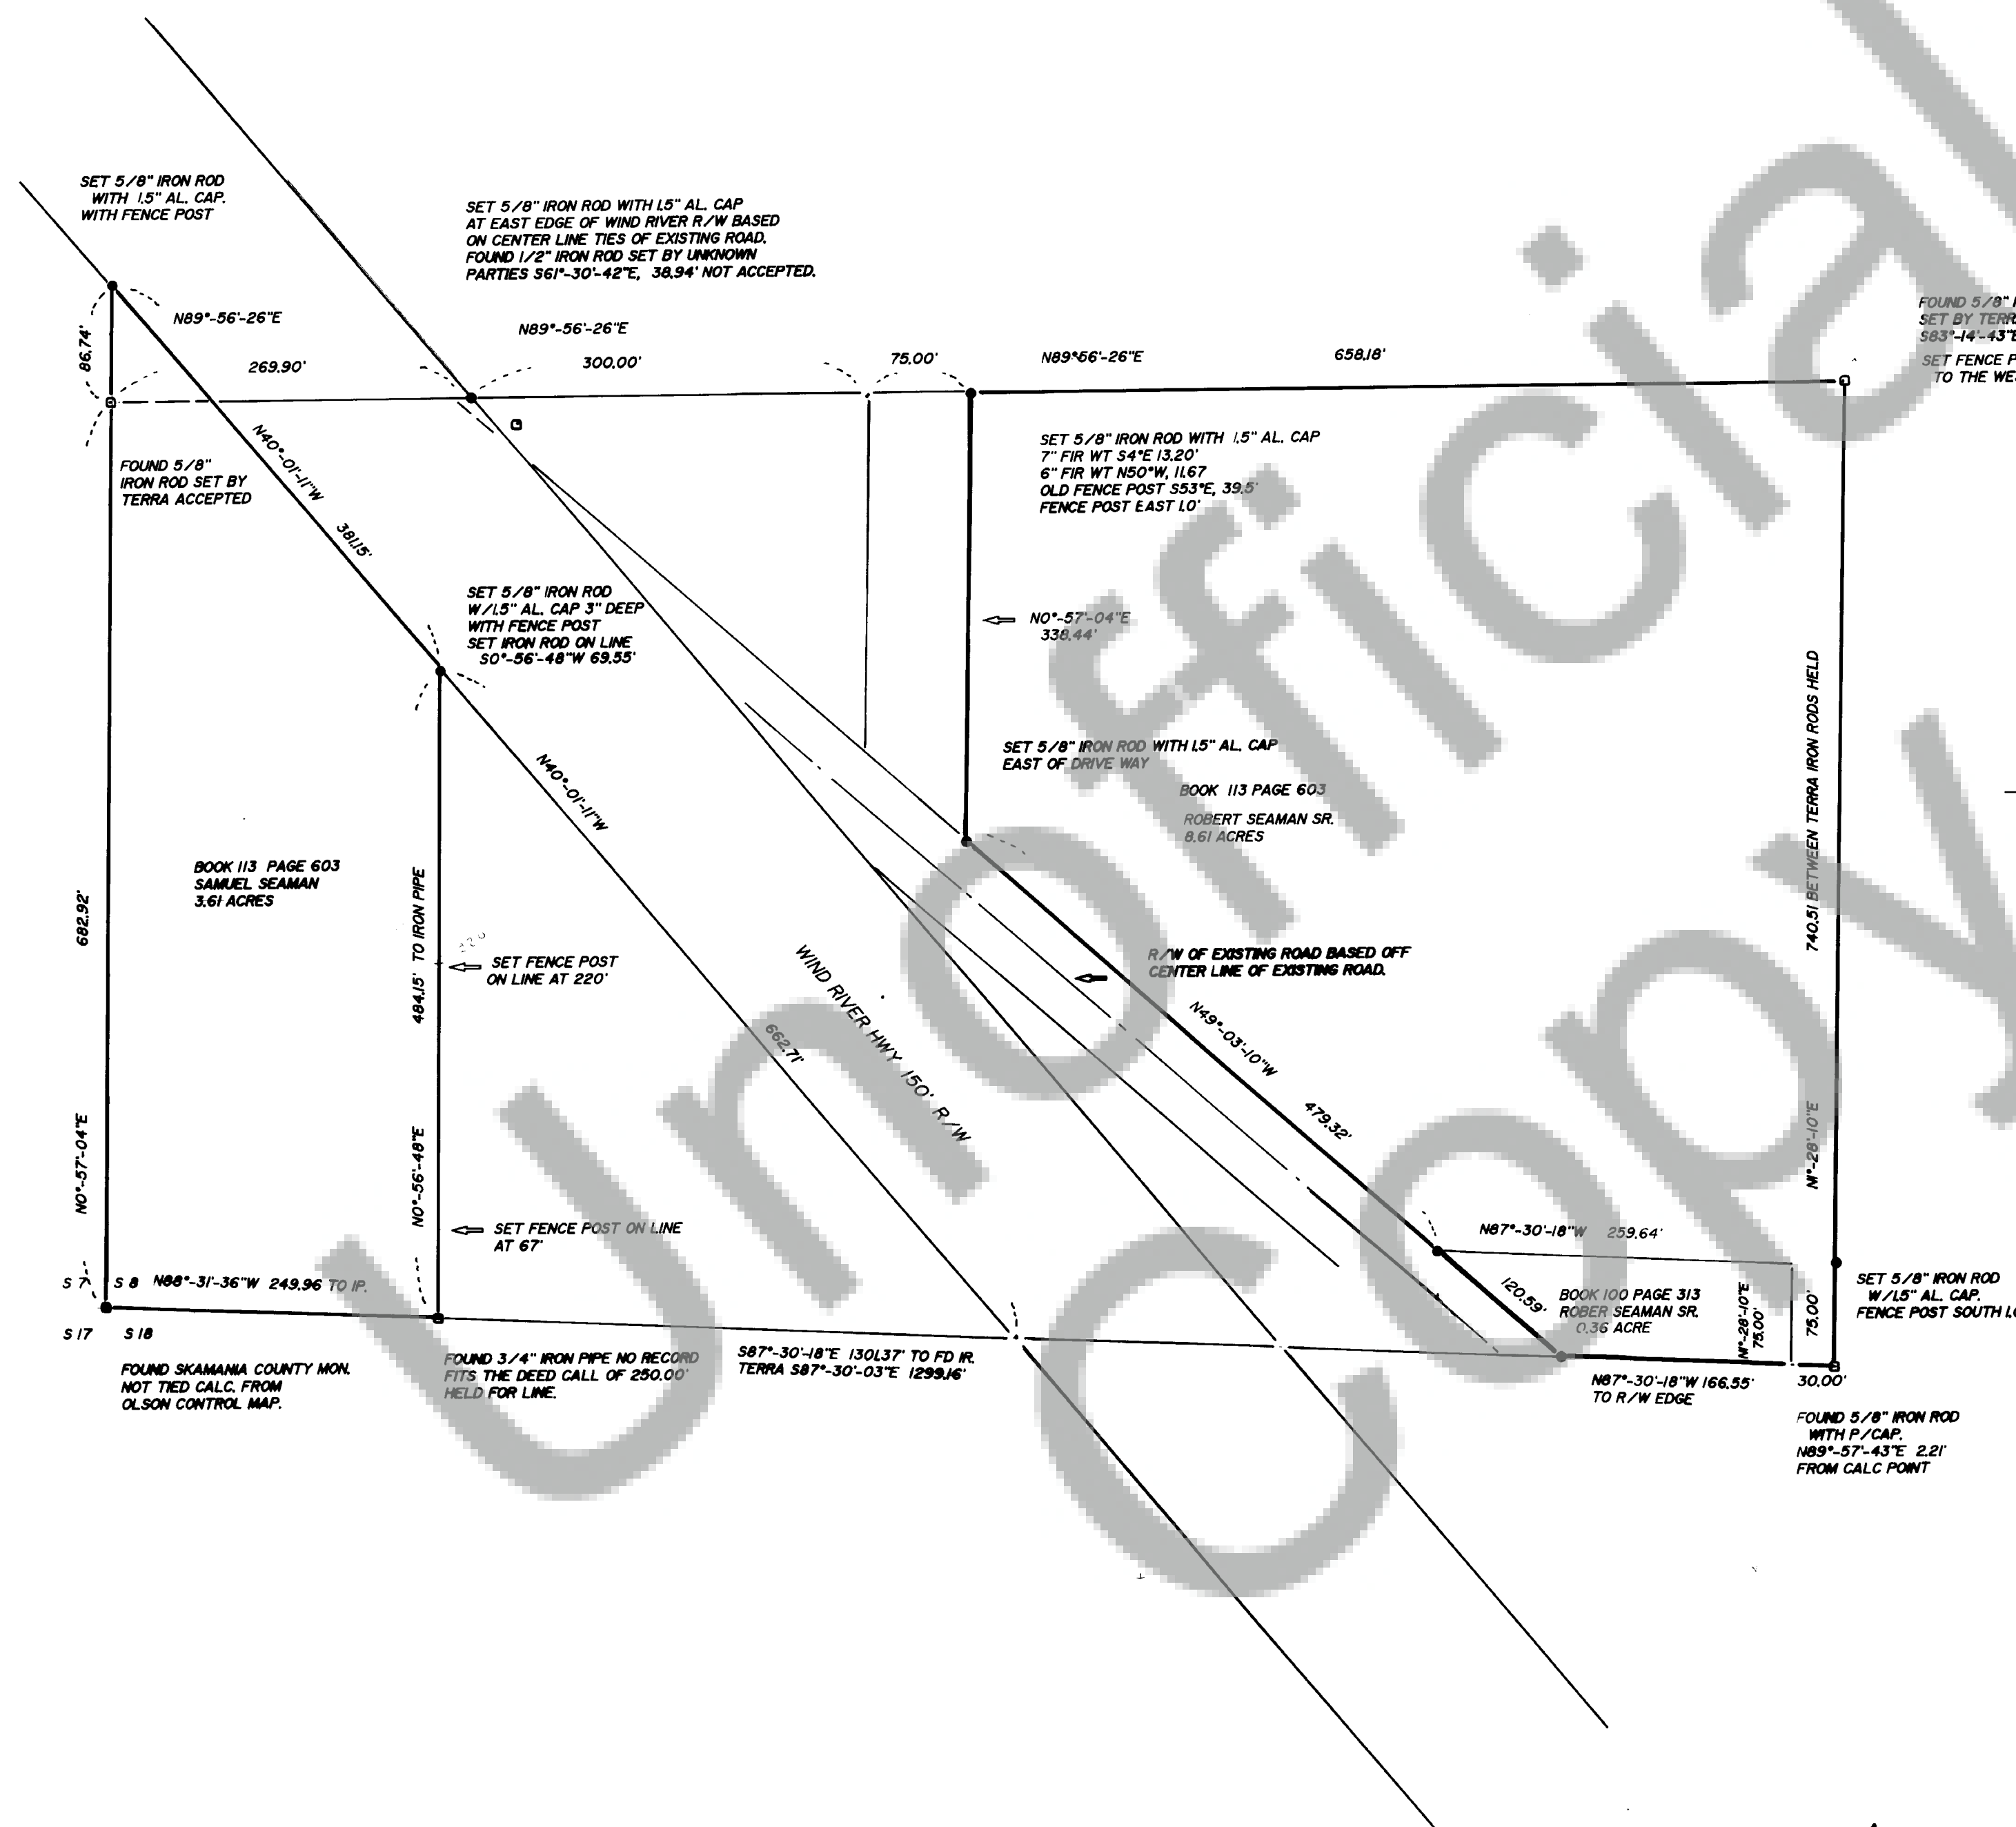 SET 5/8" IRON ROD
WITH 1.5" AL. CAP.
WITH FENCE POST
SET 5/8" IRON ROD WITH 1.5" AL. CAP
AT EAST EDGE OF WIND RIVER R/W BASED
ON CENTER LINE TIES OF EXISTING ROAD.
FOUND 1/2" IRON ROD SET BY UNKNOWN
PARTIES S61°-30'-42"E, 38.94' NOT ACCEPTED.
FOUND 5/8"
SET BY TERR
S83°-14'-43"E
SET FENCE P
TO THE WE
86.74'
N89°-56'-26"E
269.90'
N89°-56'-26"E
300.00'
75.00'
N89°56'-26"E
658.18'
N40°-01'-11"W
381.15'
FOUND 5/8"
IRON ROD SET BY
TERRA ACCEPTED
SET 5/8" IRON ROD WITH 1.5" AL. CAP
7" FIR WT S4°E 13.20'
6" FIR WT N50°W, 11.67
OLD FENCE POST S53°E, 39.5'
FENCE POST EAST 1.0'
SET 5/8" IRON ROD
W/1.5" AL. CAP 3" DEEP
WITH FENCE POST
SET IRON ROD ON LINE
S0°-56'-48"W 69.55'
N0°-57'-04"E
338.44'
SET 5/8" IRON ROD WITH 1.5" AL. CAP
EAST OF DRIVE WAY
BOOK 113 PAGE 603
ROBERT SEAMAN SR.
8.61 ACRES
740.51 BETWEEN TERRA IRON RODS HELD
N1°-28'-10"E
N40°-01'-11"W
662.71'
BOOK 113 PAGE 603
SAMUEL SEAMAN
3.61 ACRES
682.92'
N0°-57'-04"E
484.15' TO IRON PIPE
N0°-56'-48"E
SET FENCE POST
ON LINE AT 220'
WIND RIVER HWY 150' R/W
R/W OF EXISTING ROAD BASED OFF
CENTER LINE OF EXISTING ROAD.
N49°-03'-10"W
479.32'
SET FENCE POST ON LINE
AT 67'
N87°-30'-18"W 259.64'
120.59'
BOOK 100 PAGE 313
ROBER SEAMAN SR.
0.36 ACRE
N1°-28'-10"E
75.00'
75.00'
SET 5/8" IRON ROD
W/1.5" AL. CAP.
FENCE POST SOUTH 1.0
S 7 S 8 N88°-31'-36"W 249.96 TO IP.
S 17 S 18
FOUND SKAMANIA COUNTY MON.
NOT TIED CALC. FROM
OLSON CONTROL MAP.
FOUND 3/4" IRON PIPE NO RECORD
FITS THE DEED CALL OF 250.00'
HELD FOR LINE.
S87°-30'-18"E 1301.37' TO FD IR.
TERRA S87°-30'-03"E 1299.16'
N87°-30'-18"W 166.55'
TO R/W EDGE
30.00'
FOUND 5/8" IRON ROD
WITH P/CAP.
N89°-57'-43"E 2.21'
FROM CALC POINT
Unofficial
Copy